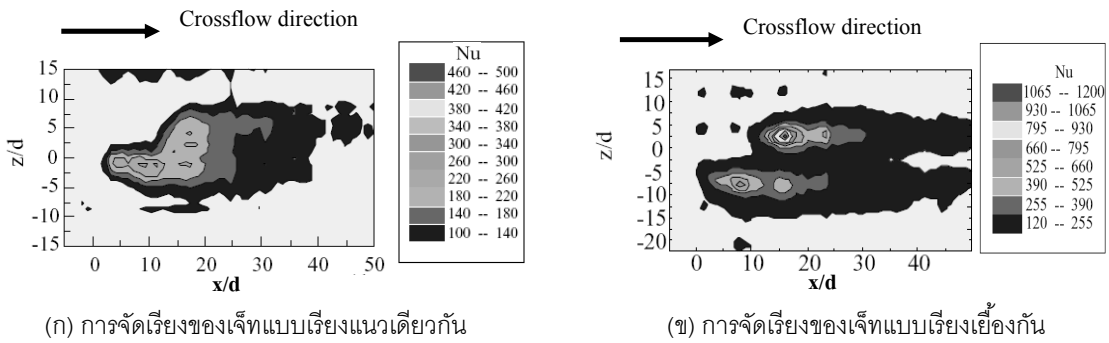 Crossflow direction
Nu
460 -- 500
420 -- 460
380 -- 420
340 -- 380
300 -- 340
260 -- 300
220 -- 260
180 -- 220
140 -- 180
100 -- 140
15
10
5
0
-5
-10
-15
z/d
0 10 20 30 40 50
x/d
(ก) การจัดเรียงของเจ็ทแบบเรียงแนวเดียวกัน
Crossflow direction
Nu
1065 -- 1200
930 -- 1065
795 -- 930
660 -- 795
525 -- 660
390 -- 525
255 -- 390
120 -- 255
15
10
5
0
-5
-10
-15
-20
z/d
0 10 20 30 40
x/d
(ข) การจัดเรียงของเจ็ทแบบเรียงเยื้องกัน